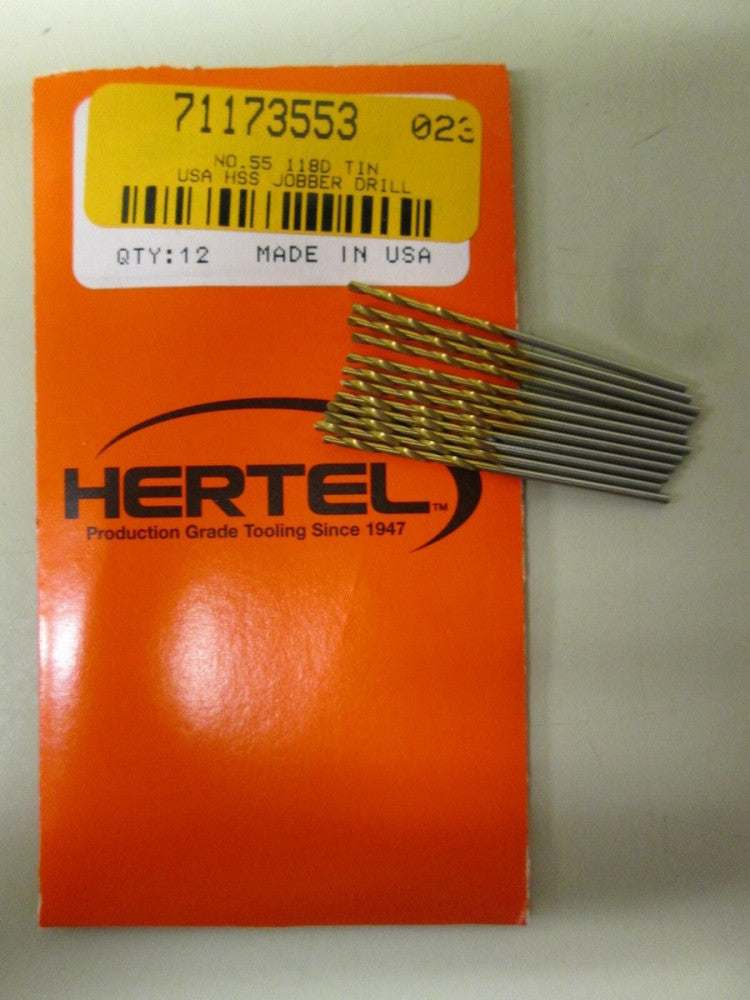 71173553 023
NO.55 118D TIN
USA HSS JOBBER DRILL
QTY:12 MADE IN USA
HERTEL™
Production Grade Tooling Since 1947